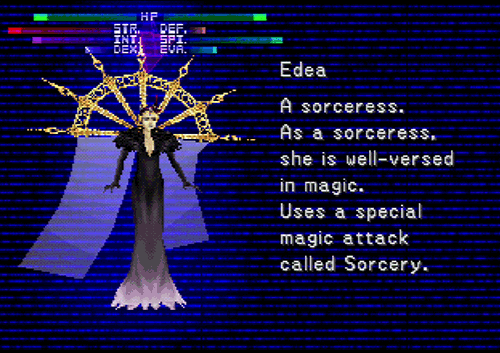 HP
STR. DEF.
INT. SPI.
DEX. EVA.
Edea
A sorceress.
As a sorceress,
she is well-versed
in magic.
Uses a special
magic attack
called Sorcery.